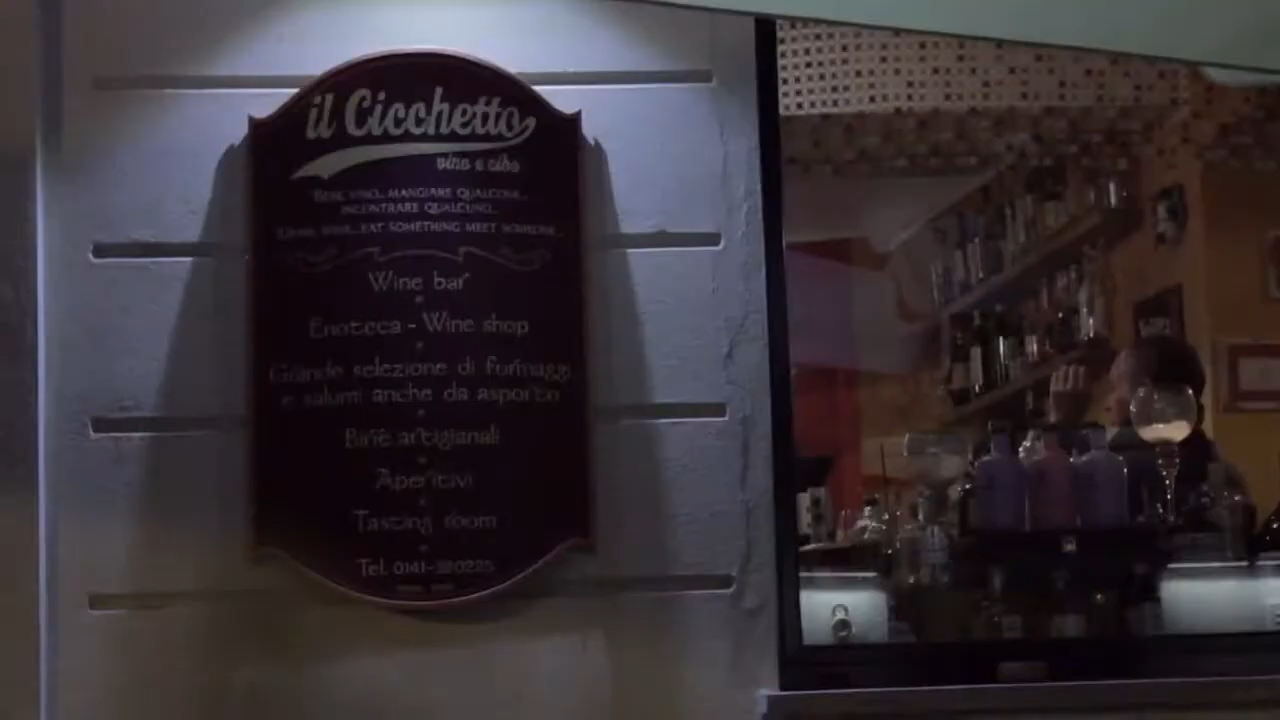 il Cicchetto
vino e cibo
BERE VINO... MANGIARE QUALCOSA...
INCONTRARE QUALCUNO...
DRINK WINE... EAT SOMETHING MEET SOMEONE...
Wine bar
Enoteca - Wine shop
Grande selezione di formaggi
e salumi anche da asporto
Birre artigianali
Aperitivi
Tasting room
Tel. 0141-320225